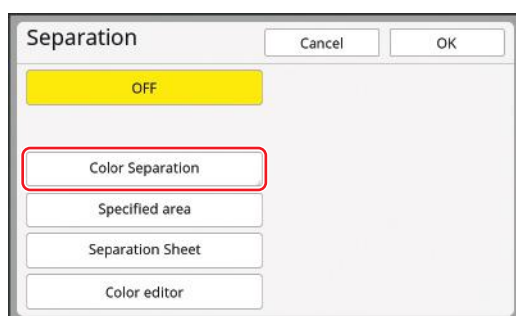 Separation
Cancel
OK
OFF
Color Separation
Specified area
Separation Sheet
Color editor